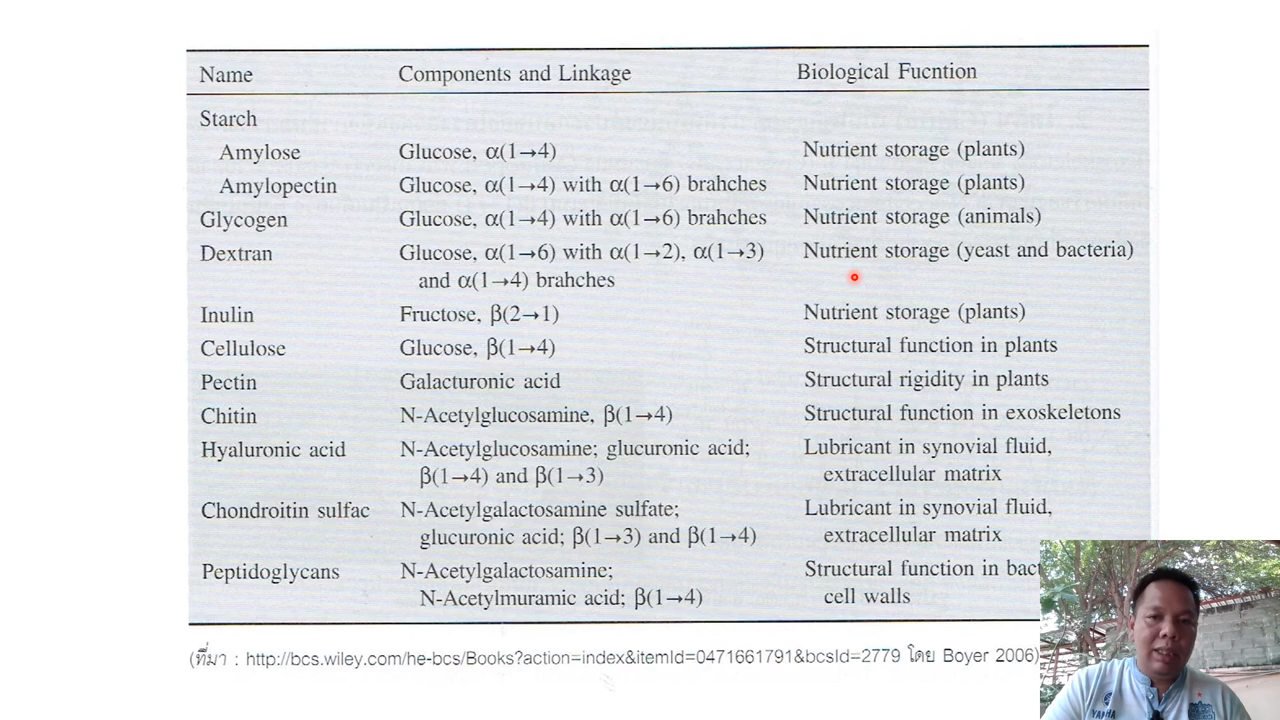 Name Components and Linkage Biological Fucntion
Starch
Amylose Glucose, α(1→4) Nutrient storage (plants)
Amylopectin Glucose, α(1→4) with α(1→6) brahches Nutrient storage (plants)
Glycogen Glucose, α(1→4) with α(1→6) brahches Nutrient storage (animals)
Dextran Glucose, α(1→6) with α(1→2), α(1→3) Nutrient storage (yeast and bacteria)
and α(1→4) brahches
Inulin Fructose, β(2→1) Nutrient storage (plants)
Cellulose Glucose, β(1→4) Structural function in plants
Pectin Galacturonic acid Structural rigidity in plants
Chitin N-Acetylglucosamine, β(1→4) Structural function in exoskeletons
Hyaluronic acid N-Acetylglucosamine; glucuronic acid; Lubricant in synovial fluid,
β(1→4) and β(1→3) extracellular matrix
Chondroitin sulfac N-Acetylgalactosamine sulfate; Lubricant in synovial fluid,
glucuronic acid; β(1→3) and β(1→4) extracellular matrix
Peptidoglycans N-Acetylgalactosamine; Structural function in bact
N-Acetylmuramic acid; β(1→4) cell walls
(ที่มา : http://bcs.wiley.com/he-bcs/Books?action=index&itemId=0471661791&bcsId=2779 โดย Boyer 2006)